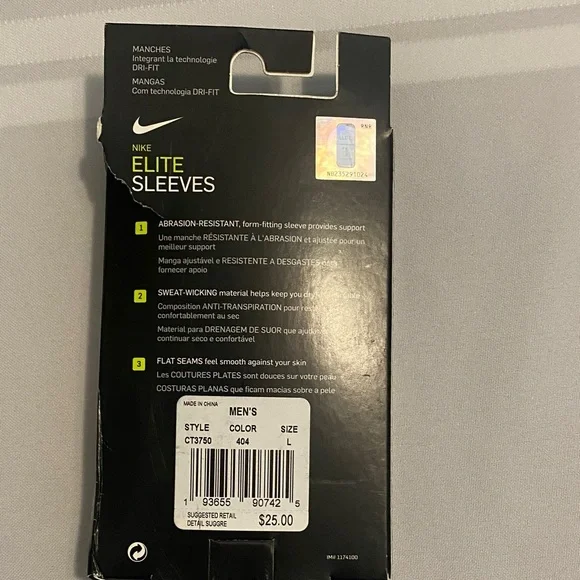 MANCHES
Integrant la technologie
DRI-FIT
MANGAS
Com technologia DRI-FIT
NIKE
ELITE
SLEEVES
1 ABRASION-RESISTANT, form-fitting sleeve provides support
Une manche RÉSISTANTE À L'ABRASION et ajustée pour un
meilleur support
Manga ajustável e RESISTENTE A DESGASTES
fornecer apoio
2 SWEAT-WICKING material helps keep you
Composition ANTI-TRANSPIRATION pour
confortablement au sec
Material para DRENAGEM DE SUOR que
continuar seco e confortável
3 FLAT SEAMS feel smooth against your skin
Les COUTURES PLATES sont douces sur votre peau
COSTURAS PLANAS que ficam macias sobre a pele
MADE IN CHINA
MEN'S
STYLE COLOR SIZE
CT3750 404 L
1 93655 90742 5
SUGGESTED RETAIL
DETAIL SUGGRE
$25.00
IM# 1174100